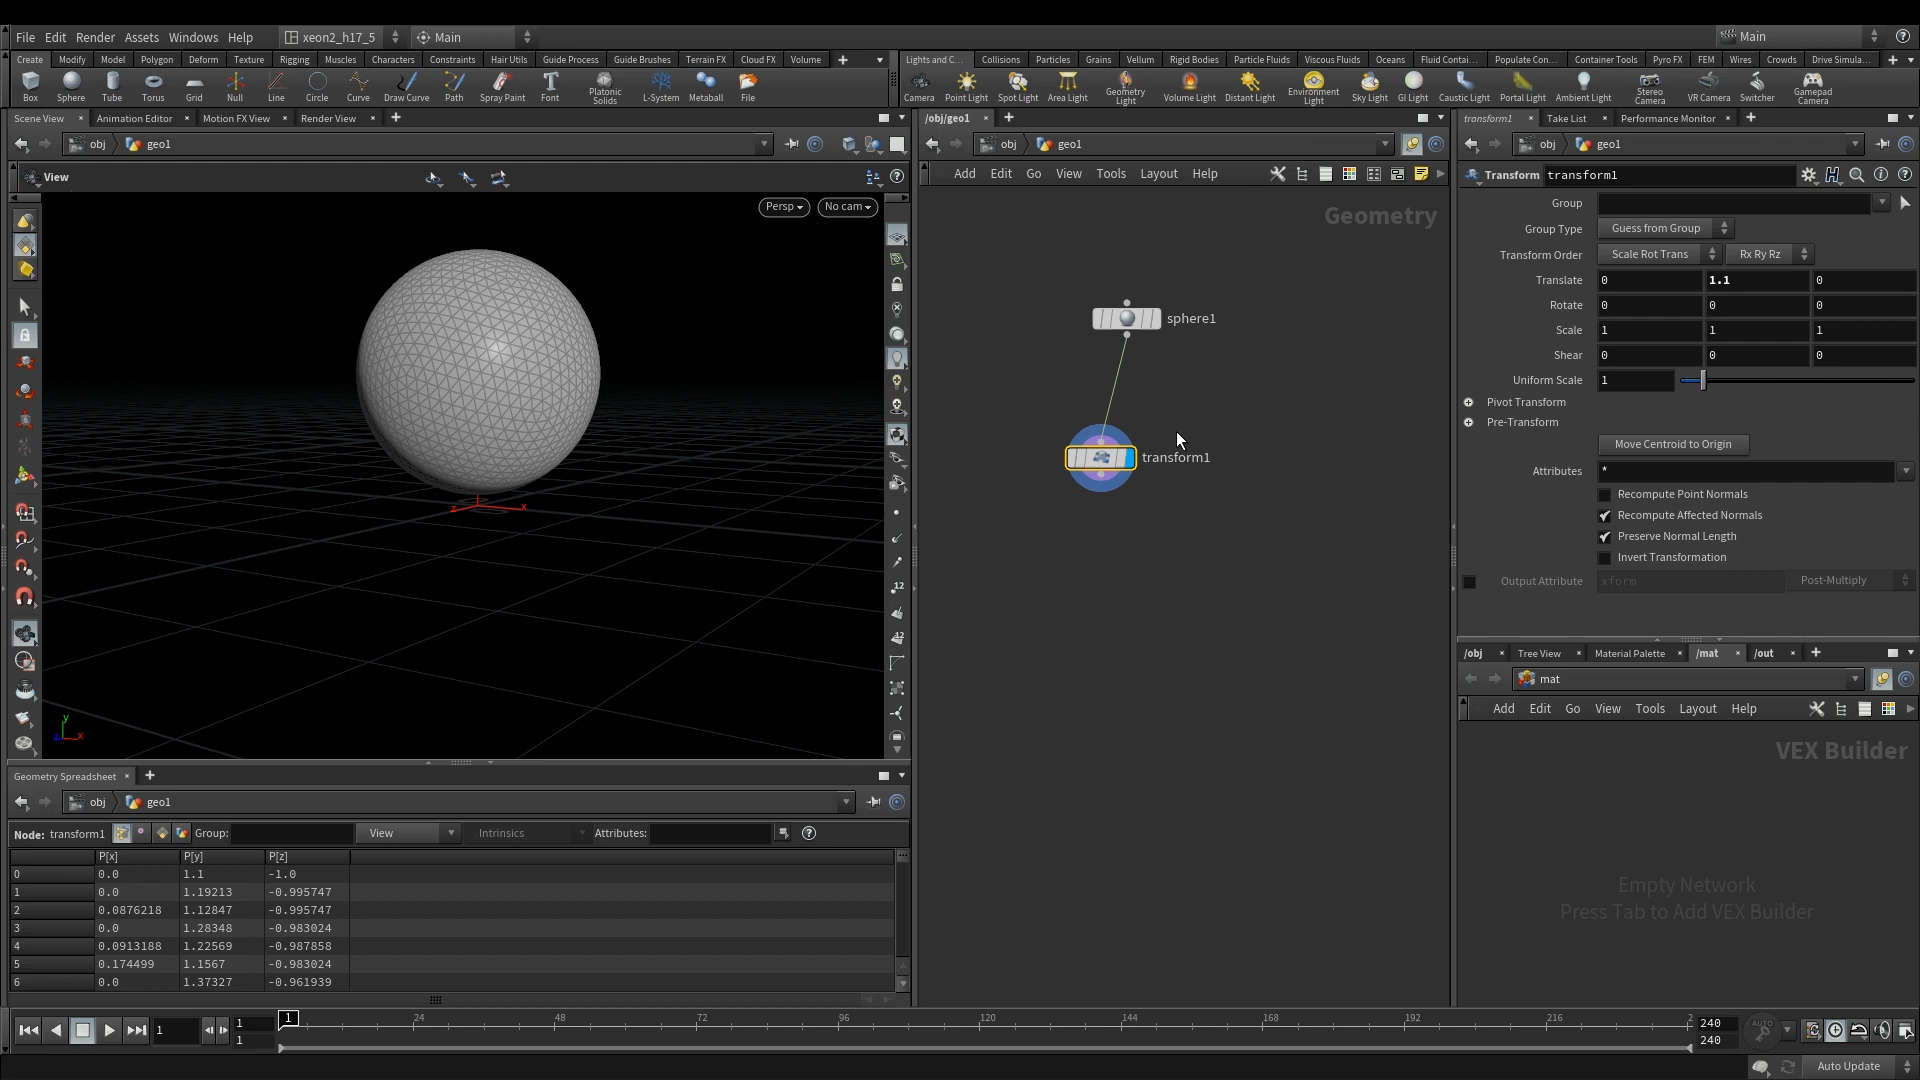 File Edit Render Assets Windows Help xeon2_h17_5 Main Main
Create Modify Model Polygon Deform Texture Rigging Muscles Characters Constraints Hair Utils Guide Process Guide Brushes Terrain FX Cloud FX Volume
Lights and C... Collisions Particles Grains Vellum Rigid Bodies Particle Fluids Viscous Fluids Oceans Fluid Contai... Populate Con... Container Tools Pyro FX FEM Wires Crowds Drive Simula...
Box Sphere Tube Torus Grid Null Line Circle Curve Draw Curve Path Spray Paint Font Platonic Solids L-System Metaball File
Camera Point Light Spot Light Area Light Geometry Light Volume Light Distant Light Environment Light Sky Light GI Light Caustic Light Portal Light Ambient Light Stereo Camera VR Camera Switcher Gamepad Camera
Scene View Animation Editor Motion FX View Render View
obj geo1
View
Persp No cam
12
12
y
z x
z x
Geometry Spreadsheet
obj geo1
Node: transform1 Group: View Intrinsics Attributes:
P[x] P[y] P[z]
0 0.0 1.1 -1.0
1 0.0 1.19213 -0.995747
2 0.0876218 1.12847 -0.995747
3 0.0 1.28348 -0.983024
4 0.0913188 1.22569 -0.987858
5 0.174499 1.1567 -0.983024
6 0.0 1.37327 -0.961939
/obj/geo1
obj geo1
Add Edit Go View Tools Layout Help
Geometry
sphere1
transform1
transform1 Take List Performance Monitor
obj geo1
Transform transform1
Group
Group Type Guess from Group
Transform Order Scale Rot Trans Rx Ry Rz
Translate 0 1.1 0
Rotate 0 0 0
Scale 1 1 1
Shear 0 0 0
Uniform Scale 1
Pivot Transform
Pre-Transform
Move Centroid to Origin
Attributes *
Recompute Point Normals
Recompute Affected Normals
Preserve Normal Length
Invert Transformation
Output Attribute xform Post-Multiply
/obj Tree View Material Palette /mat /out
mat
Add Edit Go View Tools Layout Help
VEX Builder
Empty Network
Press Tab to Add VEX Builder
1 1 1 24 48 72 96 120 144 168 192 216 2 240 AUTO
1 240
Auto Update